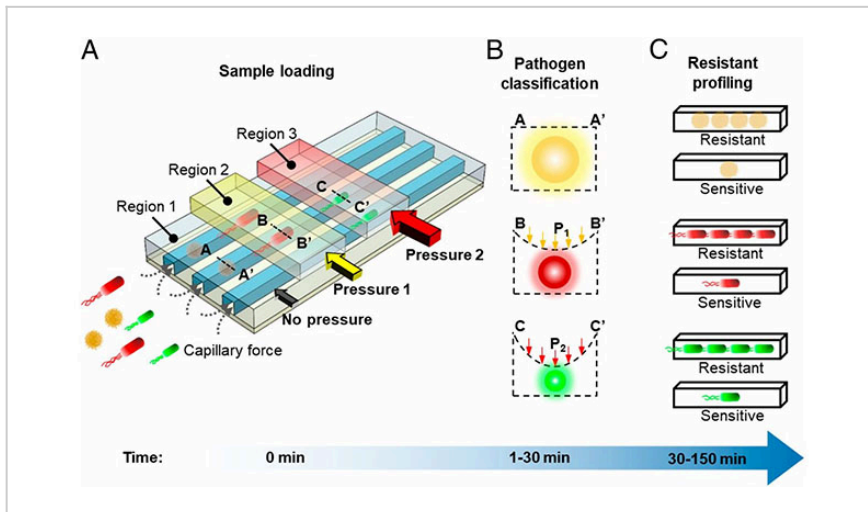 A
Sample loading
Region 3
Region 2
Region 1
C
C'
B
B'
A
A'
Pressure 2
Pressure 1
No pressure
Capillary force
B
Pathogen
classification
A A'
B P1 B'
C P2 C'
C
Resistant
profiling
Resistant
Sensitive
Resistant
Sensitive
Resistant
Sensitive
Time: 0 min 1-30 min 30-150 min